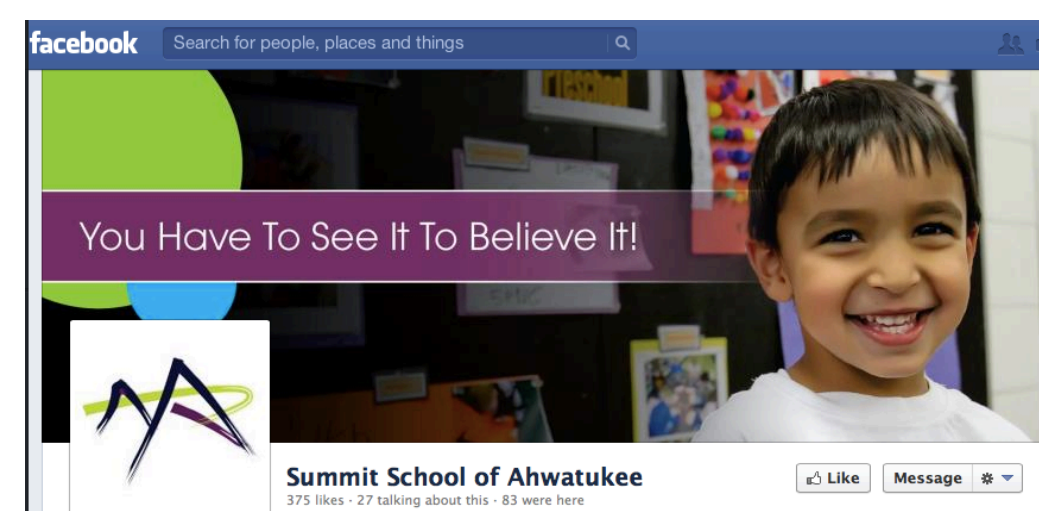 facebook
Search for people, places and things
Preschool
You Have To See It To Believe It!
Summit School of Ahwatukee
Like
Message
375 likes · 27 talking about this · 83 were here